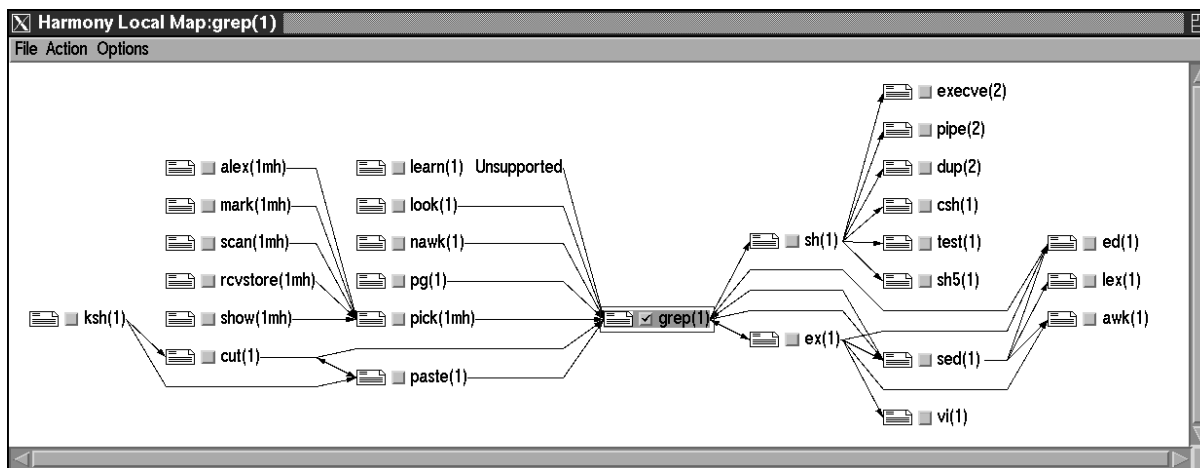 Harmony Local Map:grep(1)
File Action Options
execve(2)
pipe(2)
alex(1mh) learn(1) Unsupported dup(2)
mark(1mh) look(1) csh(1)
scan(1mh) nawk(1) sh(1) test(1) ed(1)
rcvstore(1mh) pg(1) sh5(1) lex(1)
ksh(1) show(1mh) pick(1mh) grep(1) awk(1)
ex(1)
cut(1) sed(1)
paste(1)
vi(1)